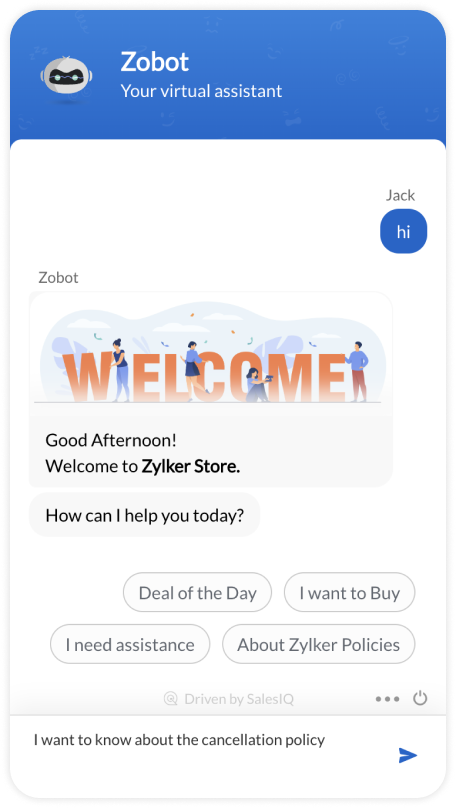 Zobot
Your virtual assistant
Jack
hi
Zobot
WELCOME
Good Afternoon!
Welcome to Zylker Store.
How can I help you today?
Deal of the Day
I want to Buy
I need assistance
About Zylker Policies
Driven by SalesIQ
I want to know about the cancellation policy